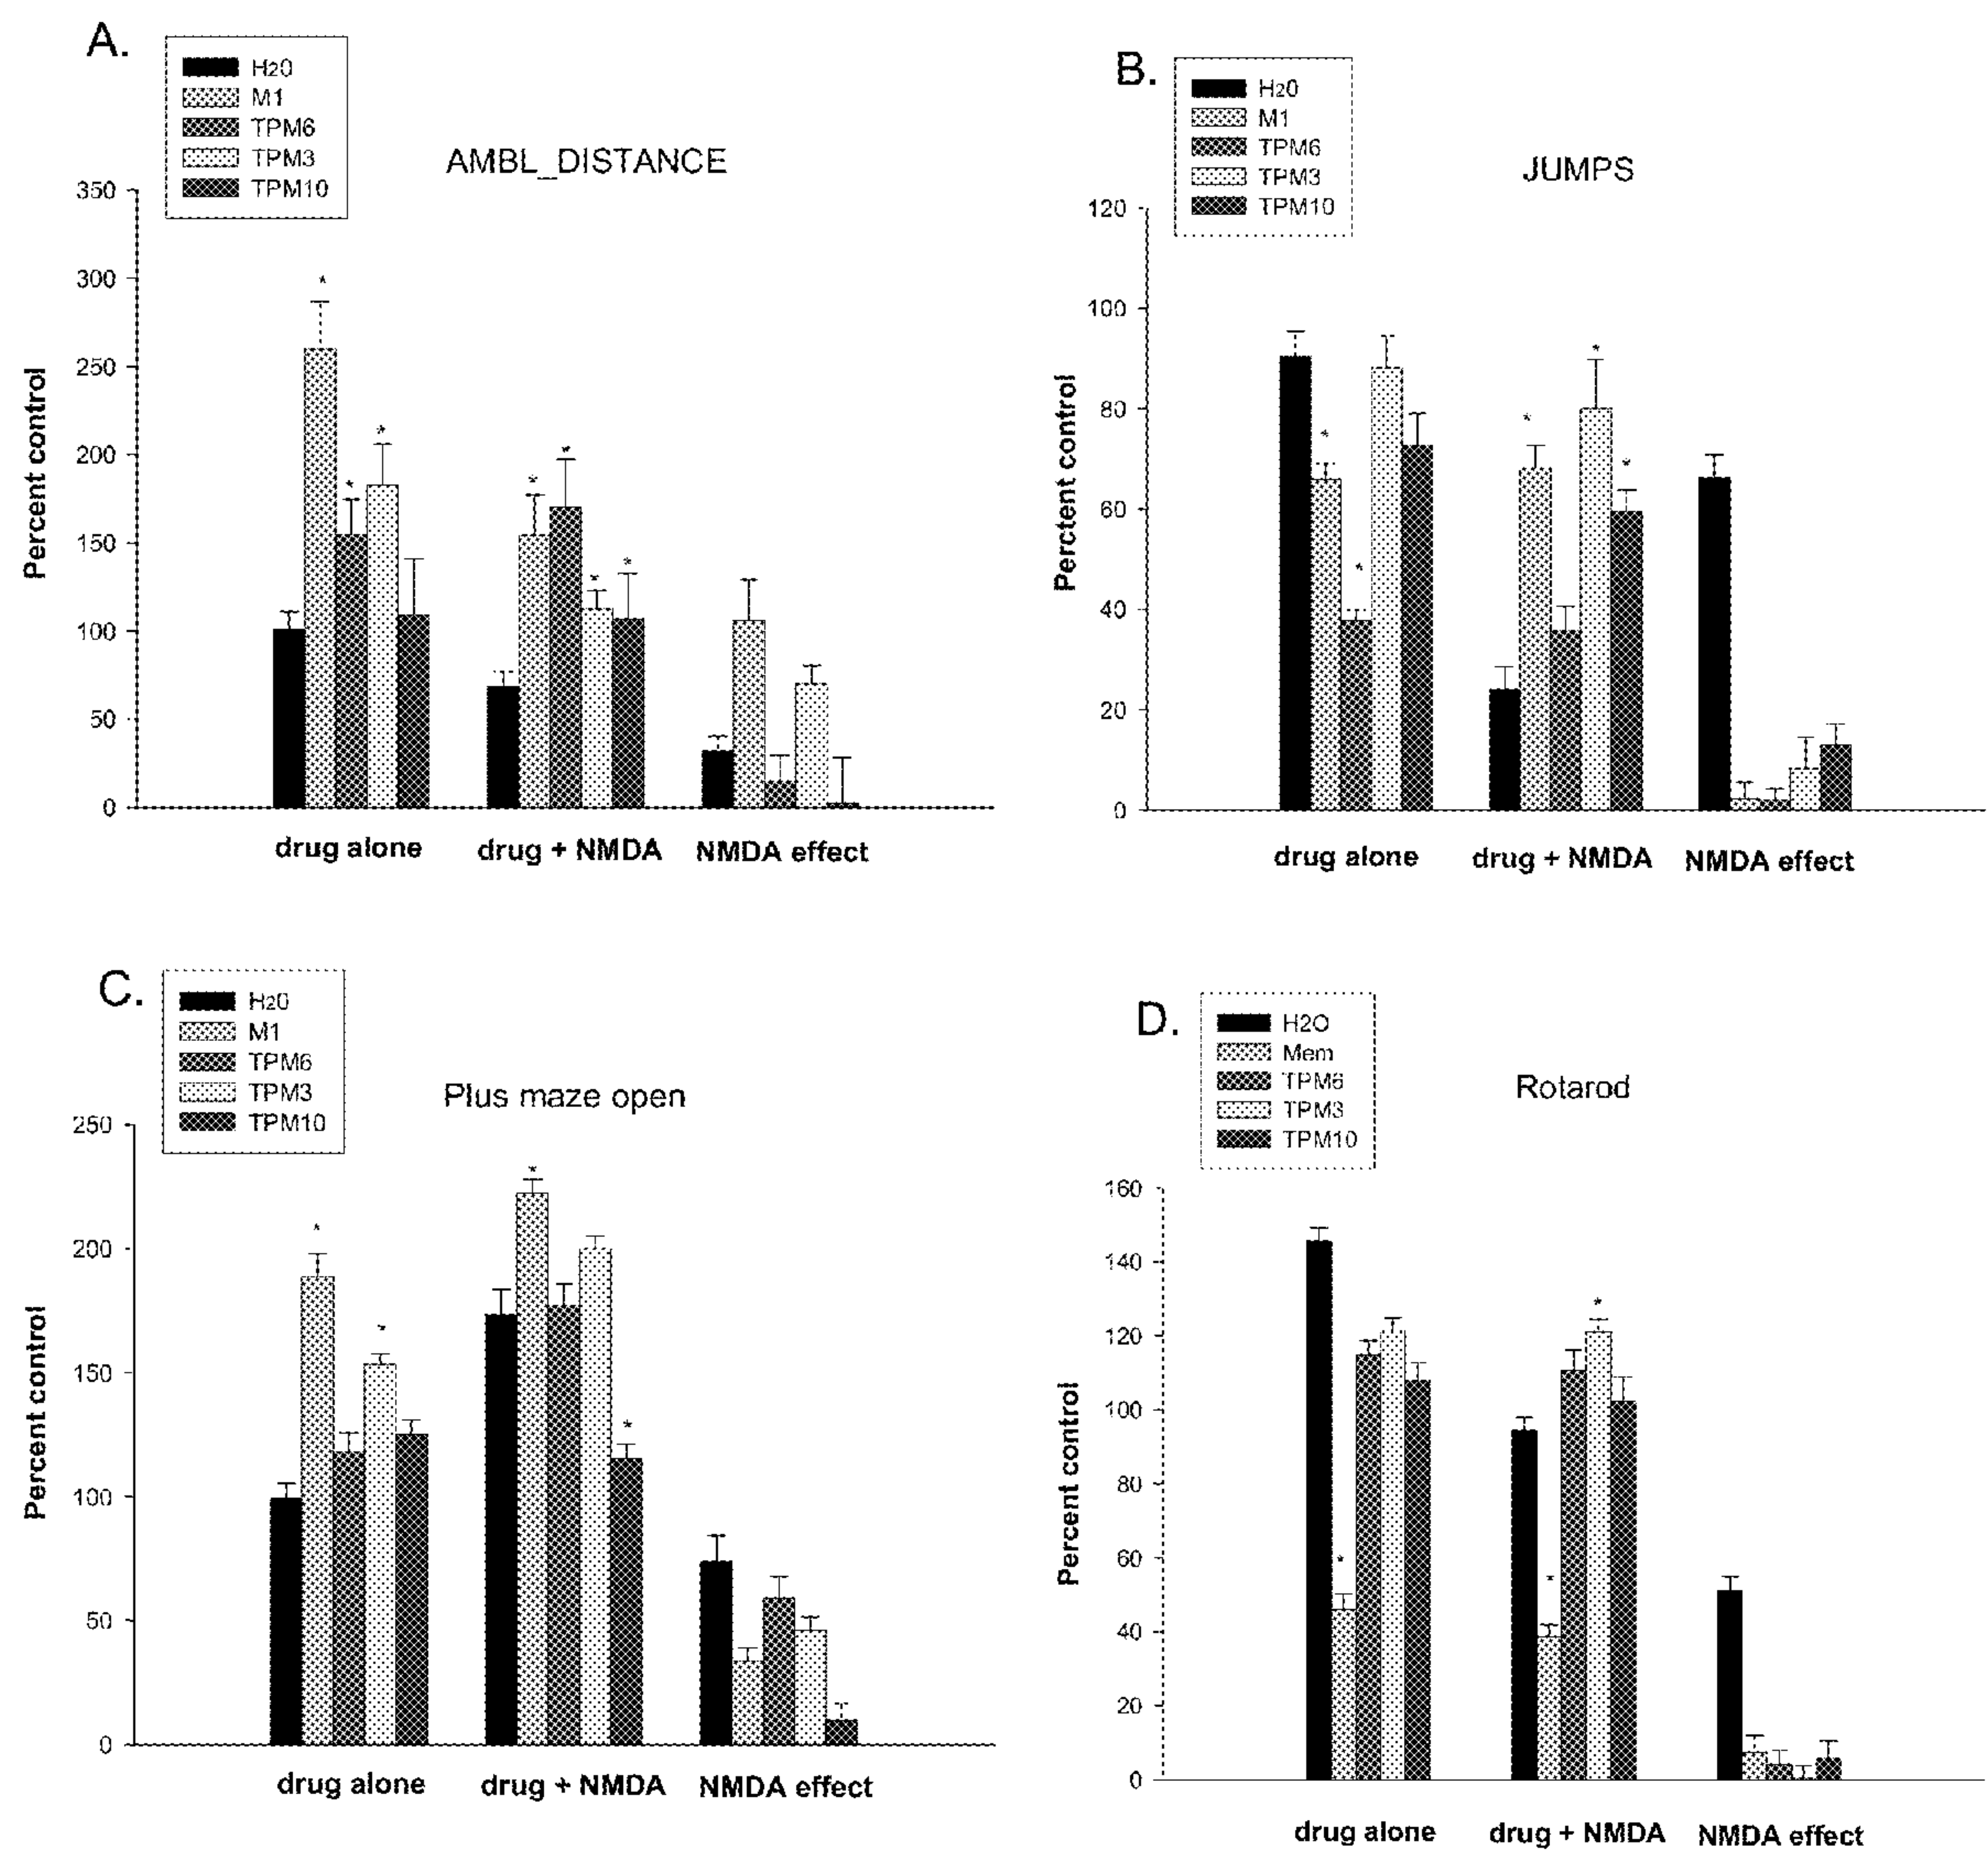 A.
H20
M1
TPM6
TPM3
TPM10
AMBL_DISTANCE
350
300
250
200
150
100
50
0
Percent control
* * * * * * *
drug alone drug + NMDA NMDA effect
B.
H20
M1
TPM6
TPM3
TPM10
JUMPS
120
100
80
60
40
20
0
Perctent control
* * * * *
drug alone drug + NMDA NMDA effect
C.
H20
M1
TPM6
TPM3
TPM10
Plus maze open
250
200
150
100
50
0
Percent control
* * * *
drug alone drug + NMDA NMDA effect
D.
H2O
Mem
TPM6
TPM3
TPM10
Rotarod
160
140
120
100
80
60
40
20
0
Percent control
* * *
drug alone drug + NMDA NMDA effect